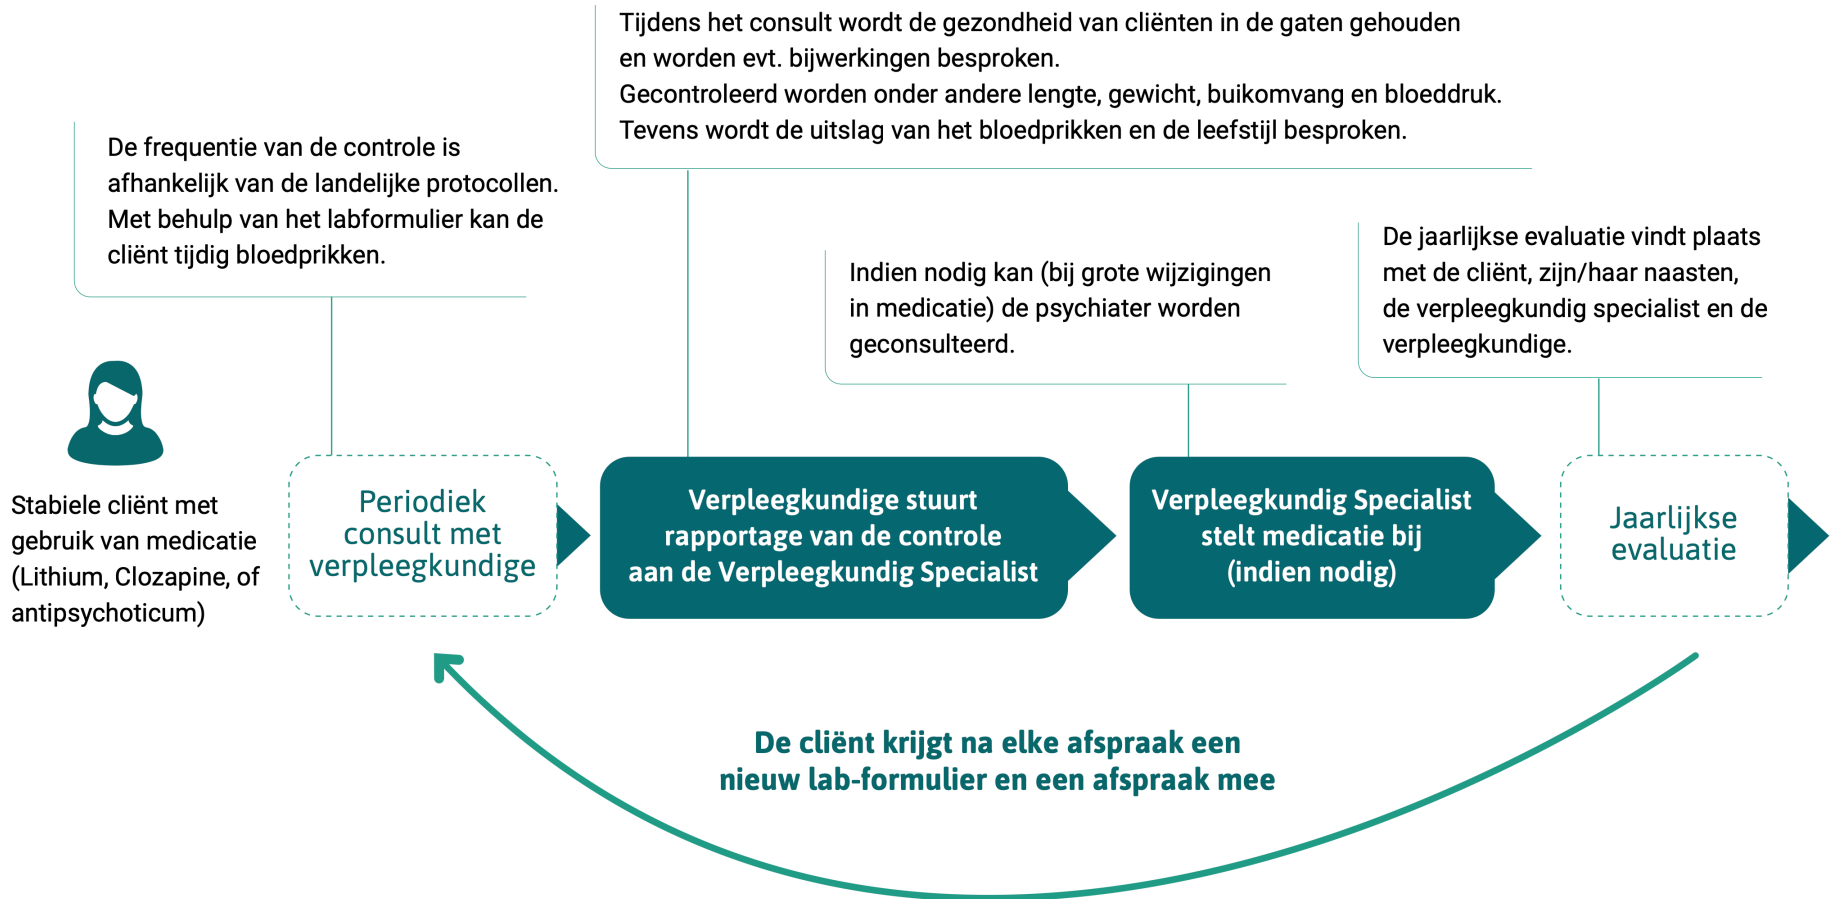 Tijdens het consult wordt de gezondheid van cliënten in de gaten gehouden
en worden evt. bijwerkingen besproken.
Gecontroleerd worden onder andere lengte, gewicht, buikomvang en bloeddruk.
Tevens wordt de uitslag van het bloedprikken en de leefstijl besproken.
De frequentie van de controle is
afhankelijk van de landelijke protocollen.
Met behulp van het labformulier kan de
cliënt tijdig bloedprikken.
Indien nodig kan (bij grote wijzigingen
in medicatie) de psychiater worden
geconsulteerd.
De jaarlijkse evaluatie vindt plaats
met de cliënt, zijn/haar naasten,
de verpleegkundig specialist en de
verpleegkundige.
Stabiele cliënt met
gebruik van medicatie
(Lithium, Clozapine, of
antipsychoticum)
Periodiek
consult met
verpleegkundige
Verpleegkundige stuurt
rapportage van de controle
aan de Verpleegkundig Specialist
Verpleegkundig Specialist
stelt medicatie bij
(indien nodig)
Jaarlijkse
evaluatie
De cliënt krijgt na elke afspraak een
nieuw lab-formulier en een afspraak mee